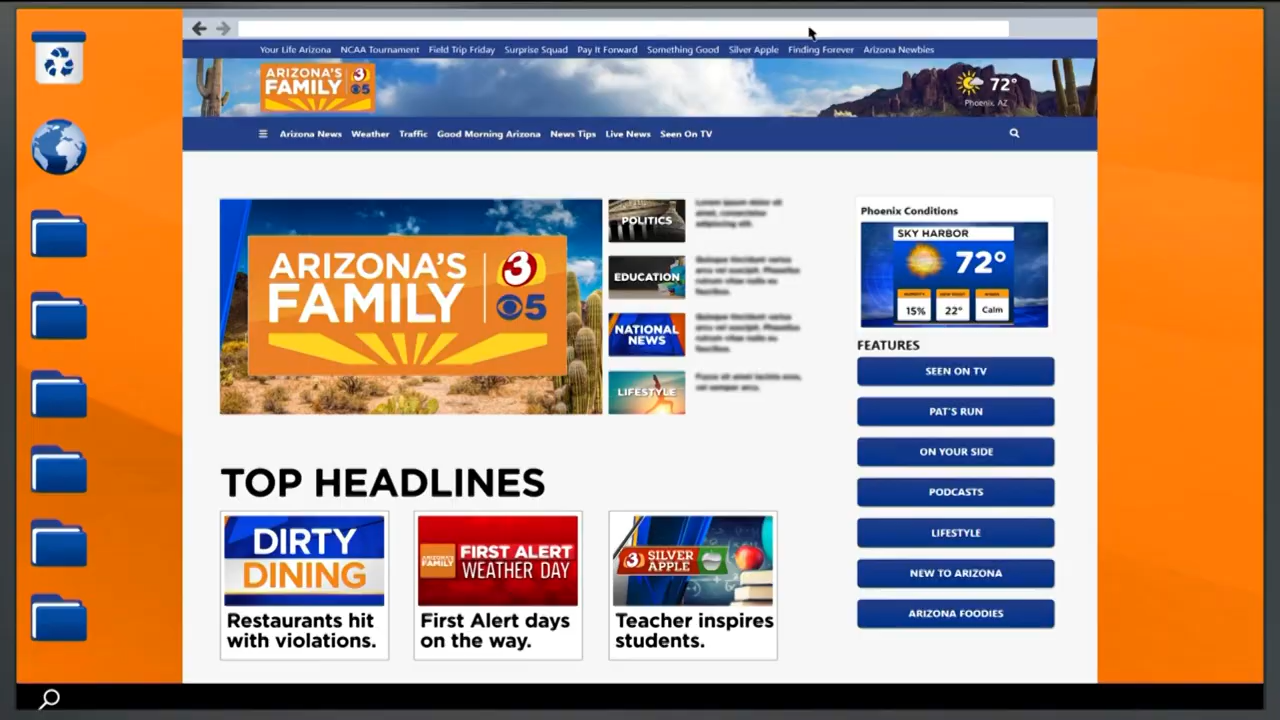 Your Life Arizona NCAA Tournament Field Trip Friday Surprise Squad Pay It Forward Something Good Silver Apple Finding Forever Arizona Newbies
ARIZONA'S
FAMILY
3
5
72°
Phoenix, AZ
Arizona News Weather Traffic Good Morning Arizona News Tips Live News Seen On TV
ARIZONA'S
FAMILY
3
5
POLITICS
EDUCATION
NATIONAL
NEWS
LIFESTYLE
Phoenix Conditions
SKY HARBOR
72°
15% 22° Calm
FEATURES
SEEN ON TV
PAT'S RUN
ON YOUR SIDE
PODCASTS
LIFESTYLE
NEW TO ARIZONA
ARIZONA FOODIES
TOP HEADLINES
DIRTY
DINING
Restaurants hit
with violations.
ARIZONA'S
FAMILY
FIRST ALERT
WEATHER DAY
First Alert days
on the way.
3 SILVER
APPLE
Teacher inspires
students.